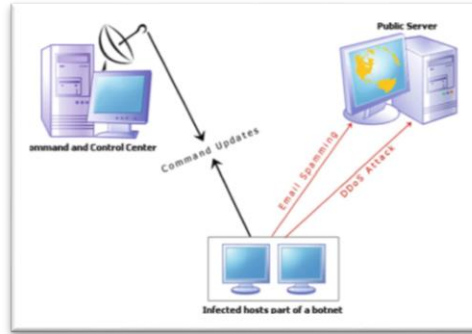 Public Server
ommand and Control Center
Command Updates
Email Spamming
DDoS Attack
Infected hosts part of a botnet